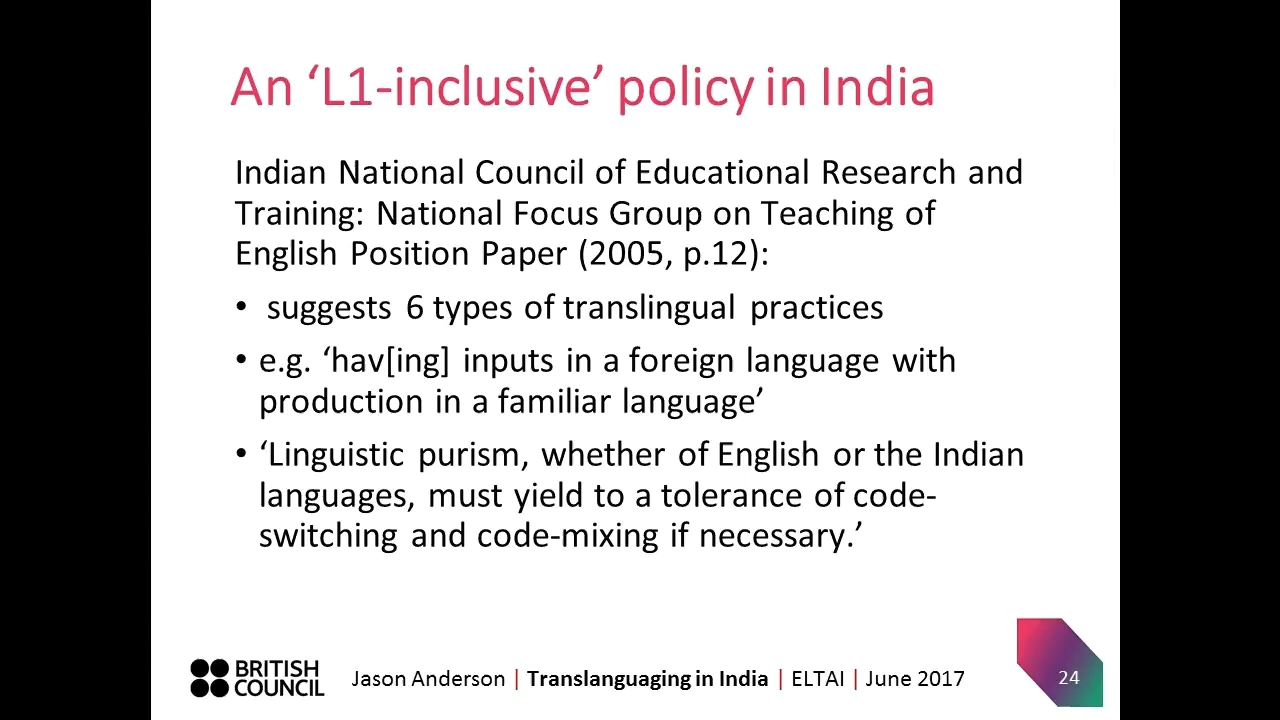 An ‘L1-inclusive’ policy in India
Indian National Council of Educational Research and
Training: National Focus Group on Teaching of
English Position Paper (2005, p.12):
• suggests 6 types of translingual practices
• e.g. ‘hav[ing] inputs in a foreign language with
production in a familiar language’
• ‘Linguistic purism, whether of English or the Indian
languages, must yield to a tolerance of code-
switching and code-mixing if necessary.’
BRITISH
COUNCIL
Jason Anderson | Translanguaging in India | ELTAI | June 2017
24